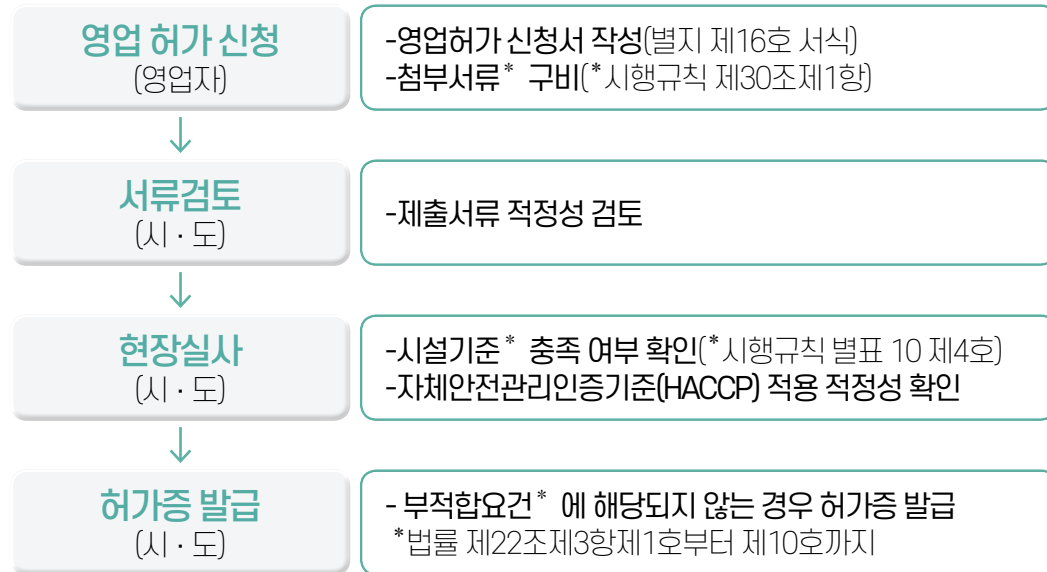 영업 허가 신청
(영업자)
-영업허가 신청서 작성(별지 제16호 서식)
-첨부서류* 구비(*시행규칙 제30조제1항)
서류검토
(시 · 도)
-제출서류 적정성 검토
현장실사
(시 · 도)
-시설기준* 충족 여부 확인(*시행규칙 별표 10 제4호)
-자체안전관리인증기준(HACCP) 적용 적정성 확인
허가증 발급
(시 · 도)
- 부적합요건* 에 해당되지 않는 경우 허가증 발급
*법률 제22조제3항제1호부터 제10호까지